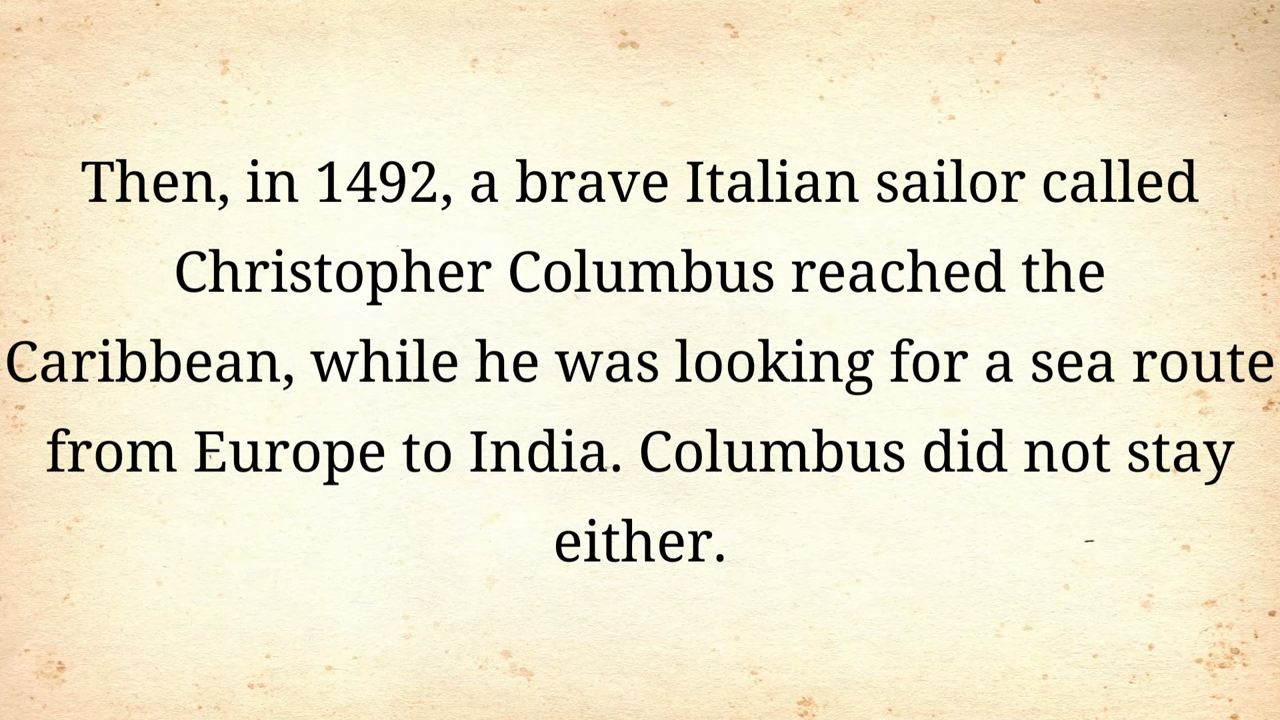 Then, in 1492, a brave Italian sailor called
Christopher Columbus reached the
Caribbean, while he was looking for a sea route
from Europe to India. Columbus did not stay
either.